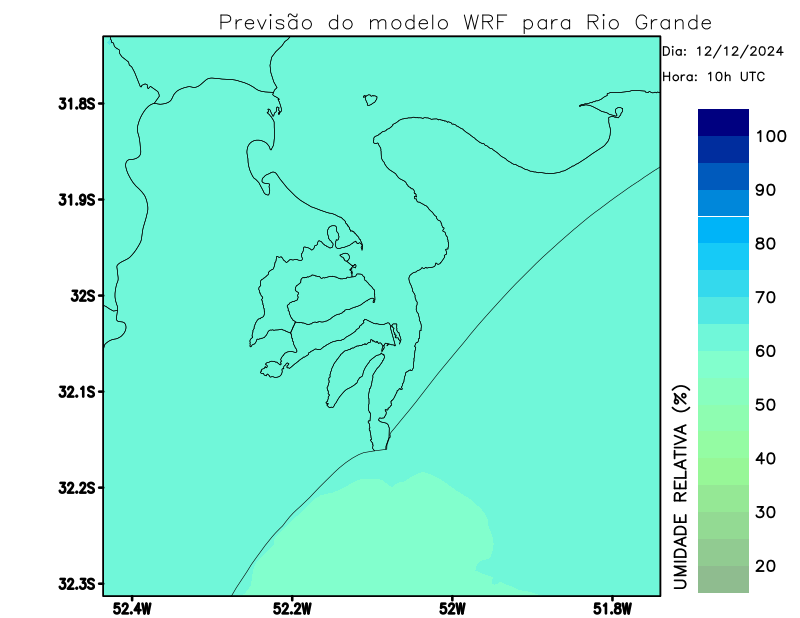 Previsão do modelo WRF para Rio Grande
Dia: 12/12/2024
Hora: 10h UTC
31.8S
31.9S
32S
32.1S
32.2S
32.3S
52.4W
52.2W
52W
51.8W
100
90
80
70
60
50
40
30
20
UMIDADE RELATIVA (%)